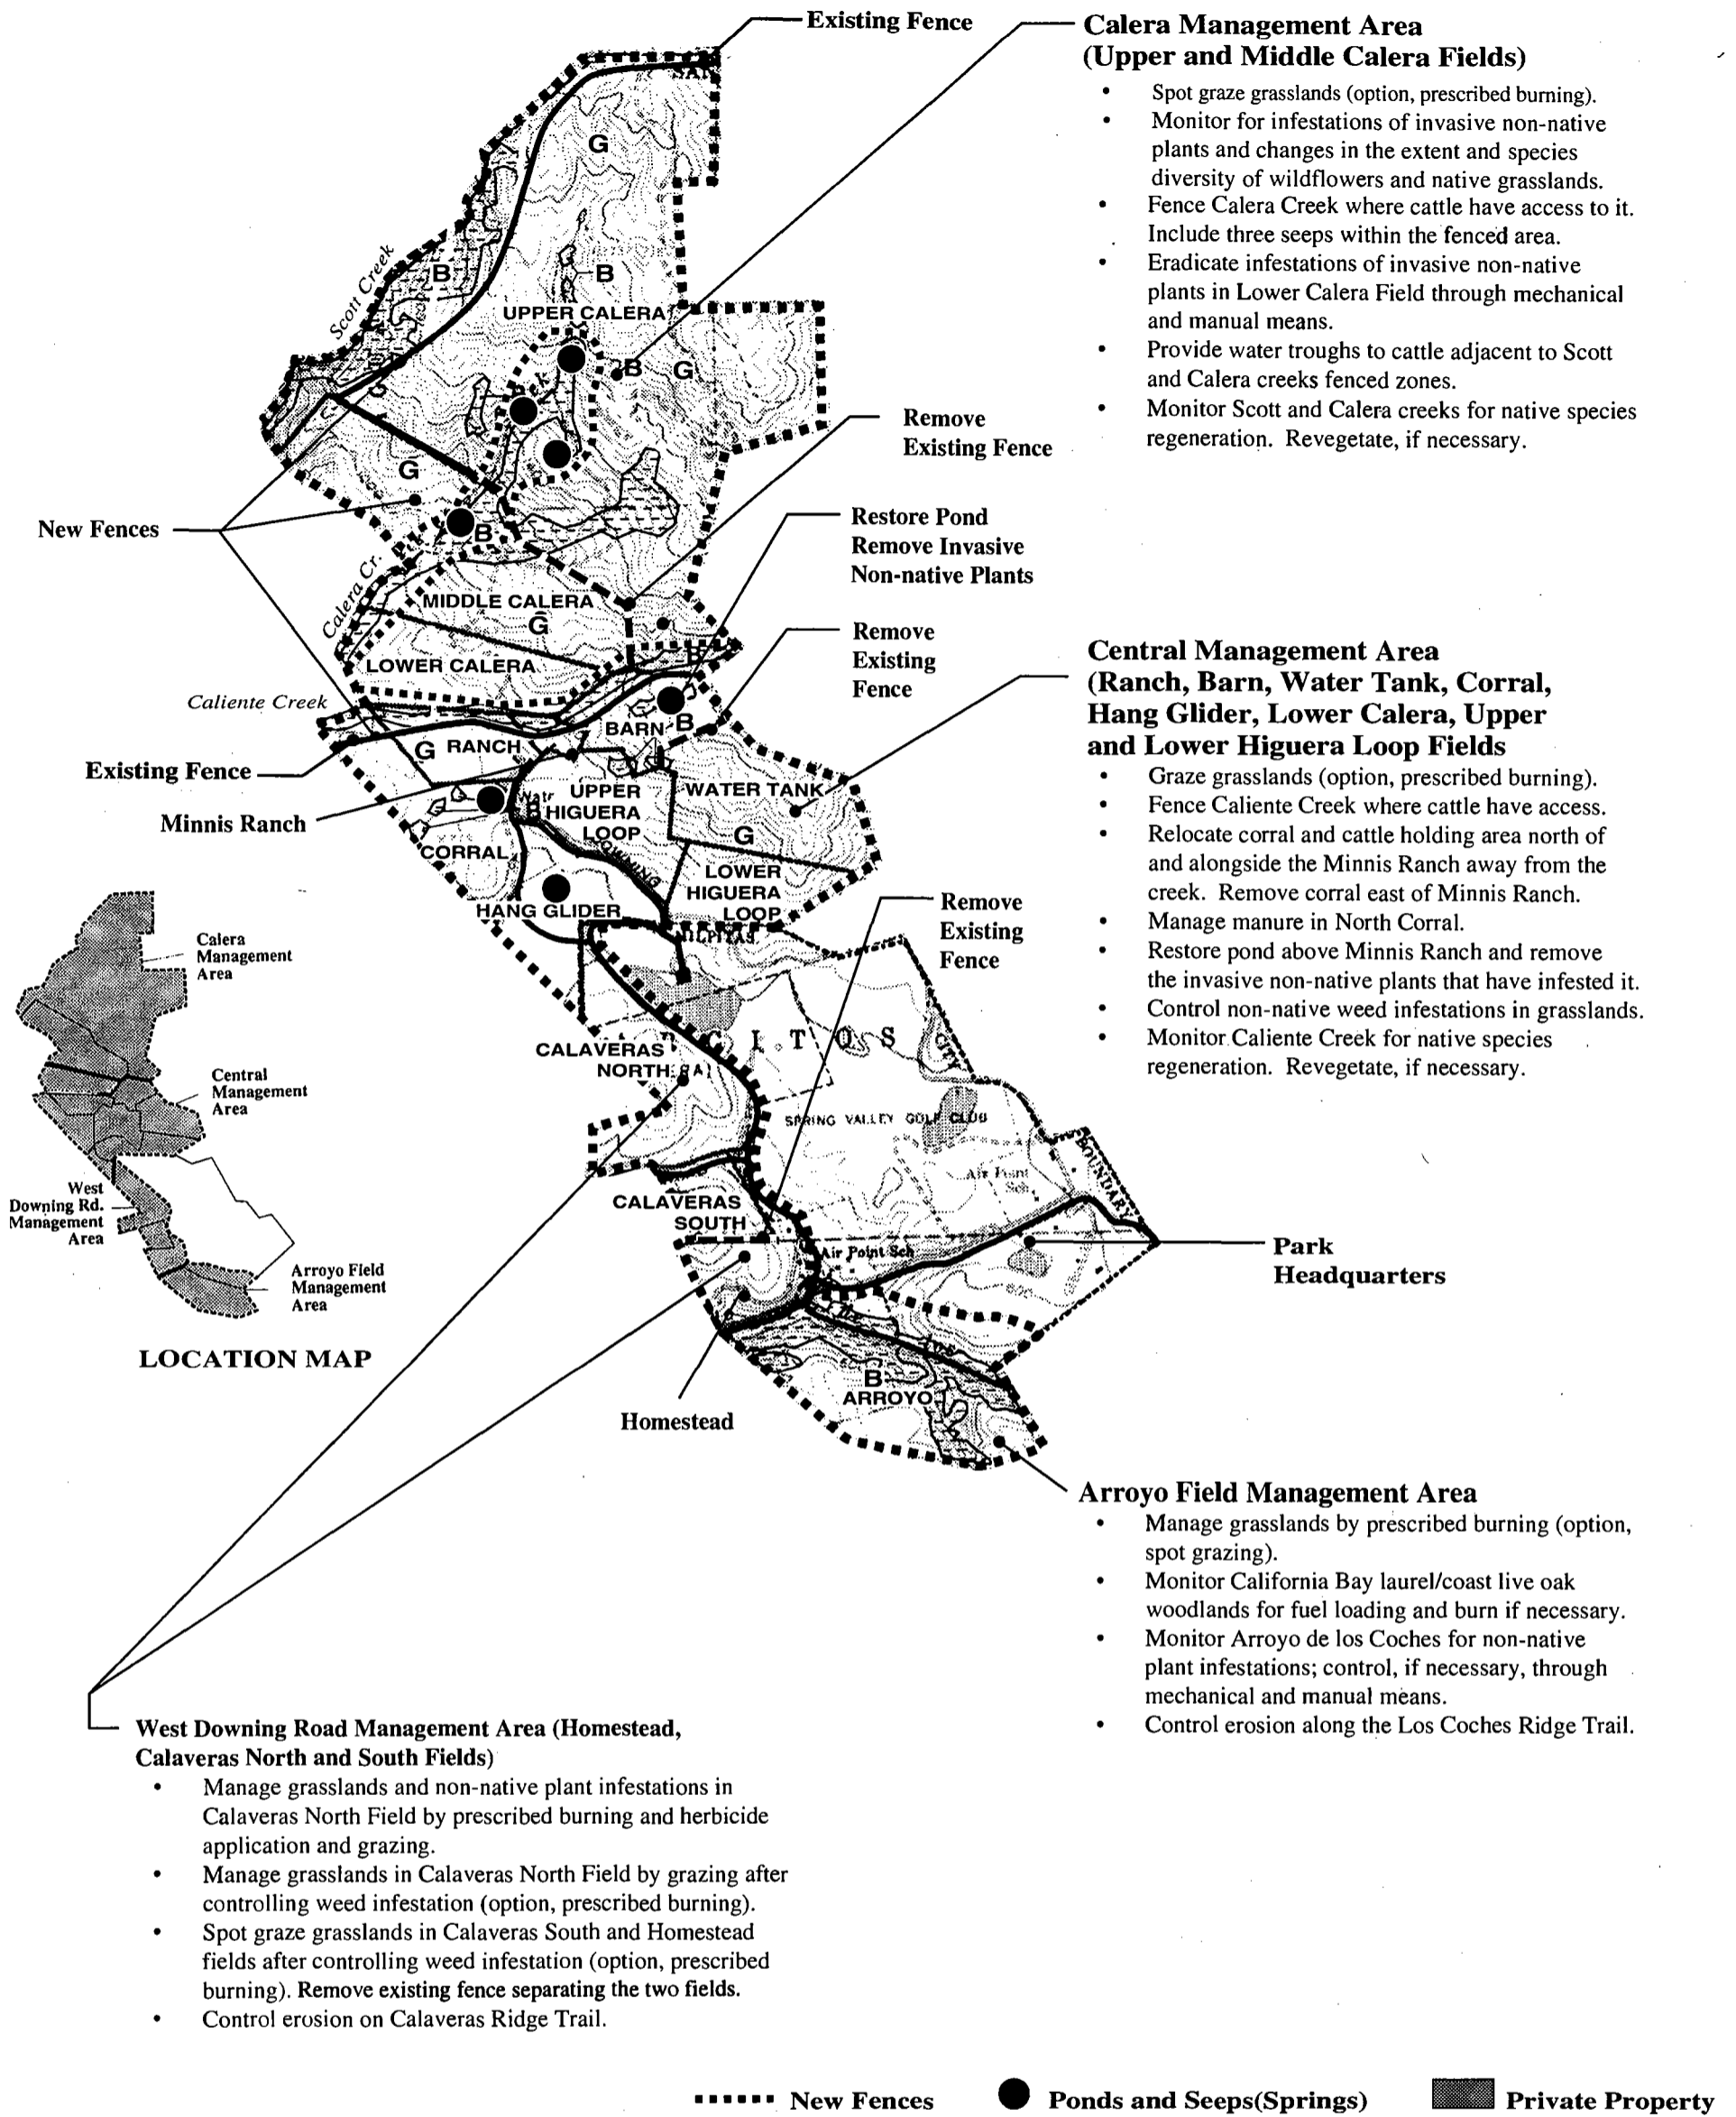 Existing Fence
Calera Management Area
(Upper and Middle Calera Fields)
• Spot graze grasslands (option, prescribed burning).
• Monitor for infestations of invasive non-native
plants and changes in the extent and species
diversity of wildflowers and native grasslands.
• Fence Calera Creek where cattle have access to it.
Include three seeps within the fenced area.
• Eradicate infestations of invasive non-native
plants in Lower Calera Field through mechanical
and manual means.
• Provide water troughs to cattle adjacent to Scott
and Calera creeks fenced zones.
• Monitor Scott and Calera creeks for native species
regeneration. Revegetate, if necessary.
G
Scott Creek
B
B
UPPER CALERA
B
G
G
B
Remove
Existing Fence
New Fences
Restore Pond
Remove Invasive
Non-native Plants
Calera Cr.
MIDDLE CALERA
G
LOWER CALERA
B
Remove
Existing
Fence
Caliente Creek
BARN
B
G
RANCH
Existing Fence
Minnis Ranch
UPPER
HIGUERA
LOOP
B
WATER TANK
G
CORRAL
DOWNING
LOWER
HIGUERA
LOOP
HANG GLIDER
MILPITAS
Central Management Area
(Ranch, Barn, Water Tank, Corral,
Hang Glider, Lower Calera, Upper
and Lower Higuera Loop Fields
• Graze grasslands (option, prescribed burning).
• Fence Caliente Creek where cattle have access.
• Relocate corral and cattle holding area north of
and alongside the Minnis Ranch away from the
creek. Remove corral east of Minnis Ranch.
• Manage manure in North Corral.
• Restore pond above Minnis Ranch and remove
the invasive non-native plants that have infested it.
• Control non-native weed infestations in grasslands.
• Monitor Caliente Creek for native species
regeneration. Revegetate, if necessary.
Remove
Existing
Fence
Calera
Management
Area
Central
Management
Area
West
Downing Rd.
Management
Area
Arroyo Field
Management
Area
LOCATION MAP
CALAVERAS
NORTH
C I T O S
CITY
SPRING VALLEY GOLF CLUB
Air Point
Sch
BOUNDARY
CALAVERAS
SOUTH
Air Point Sch
Park
Headquarters
Homestead
B
ARROYO
Arroyo Field Management Area
• Manage grasslands by prescribed burning (option,
spot grazing).
• Monitor California Bay laurel/coast live oak
woodlands for fuel loading and burn if necessary.
• Monitor Arroyo de los Coches for non-native
plant infestations; control, if necessary, through
mechanical and manual means.
• Control erosion along the Los Coches Ridge Trail.
West Downing Road Management Area (Homestead,
Calaveras North and South Fields)
• Manage grasslands and non-native plant infestations in
Calaveras North Field by prescribed burning and herbicide
application and grazing.
• Manage grasslands in Calaveras North Field by grazing after
controlling weed infestation (option, prescribed burning).
• Spot graze grasslands in Calaveras South and Homestead
fields after controlling weed infestation (option, prescribed
burning). Remove existing fence separating the two fields.
• Control erosion on Calaveras Ridge Trail.
New Fences
Ponds and Seeps(Springs)
Private Property